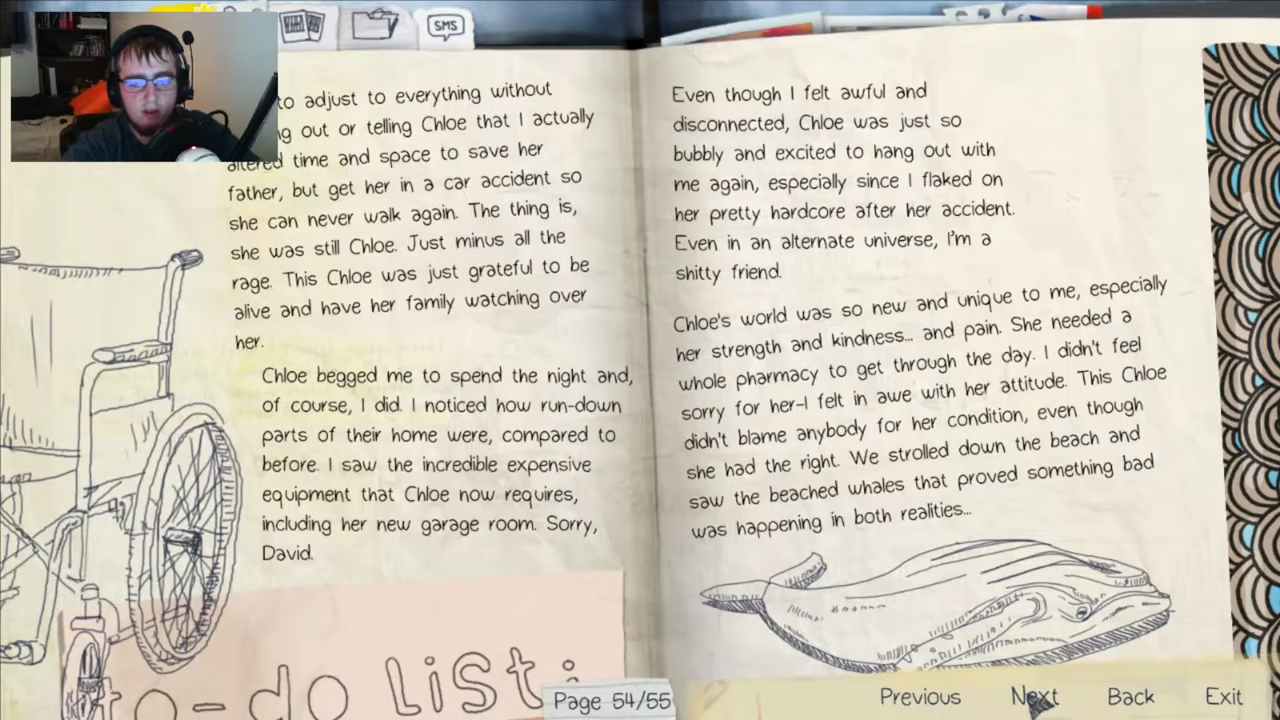 SMS
to adjust to everything without
out or telling Chloe that I actually
altered time and space to save her
father, but get her in a car accident so
she can never walk again. The thing is,
she was still Chloe. Just minus all the
rage. This Chloe was just grateful to be
alive and have her family watching over
her.
Chloe begged me to spend the night and,
of course, I did. I noticed how run-down
parts of their home were, compared to
before. I saw the incredible expensive
equipment that Chloe now requires,
including her new garage room. Sorry,
David.
to-do list:
Even though I felt awful and
disconnected, Chloe was just so
bubbly and excited to hang out with
me again, especially since I flaked on
her pretty hardcore after her accident.
Even in an alternate universe, I'm a
shitty friend.
Chloe's world was so new and unique to me, especially
her strength and kindness... and pain. She needed a
whole pharmacy to get through the day. I didn't feel
sorry for her-I felt in awe with her attitude. This Chloe
didn't blame anybody for her condition, even though
she had the right. We strolled down the beach and
saw the beached whales that proved something bad
was happening in both realities...
Page 54/55
Previous Next Back Exit